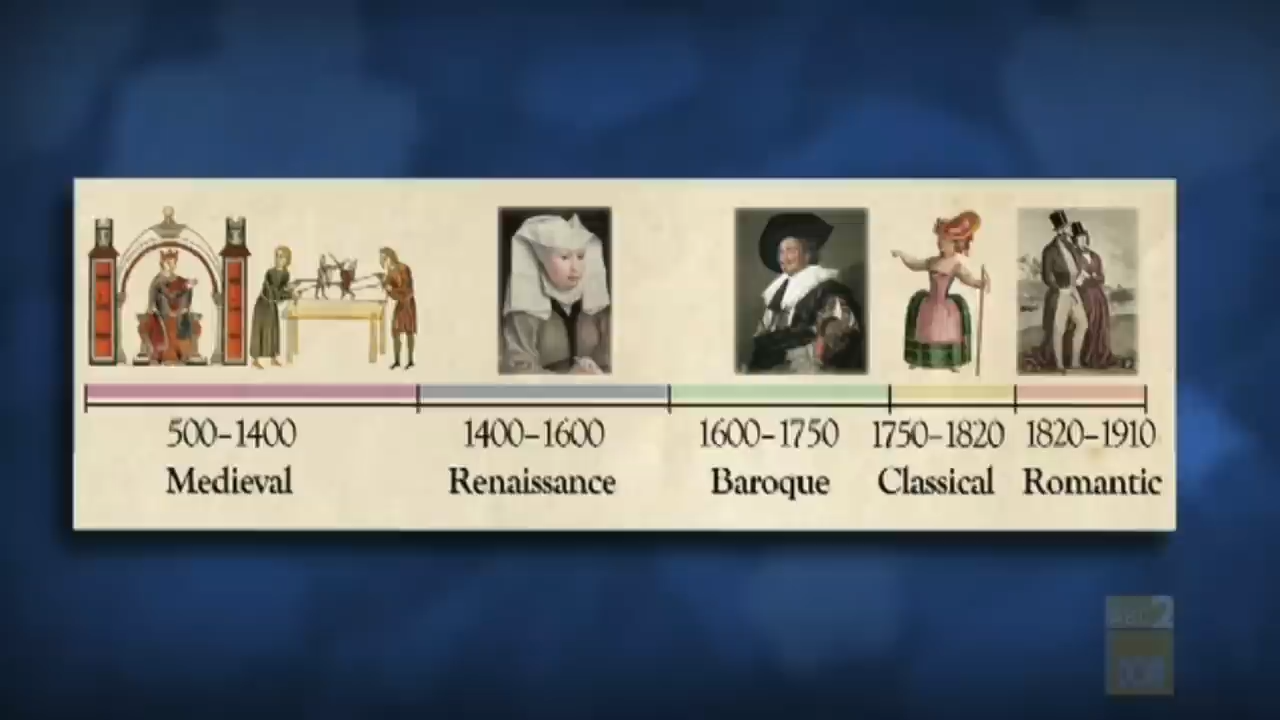 500–1400 1400–1600 1600–1750 1750–1820 1820–1910
Medieval Renaissance Baroque Classical Romantic